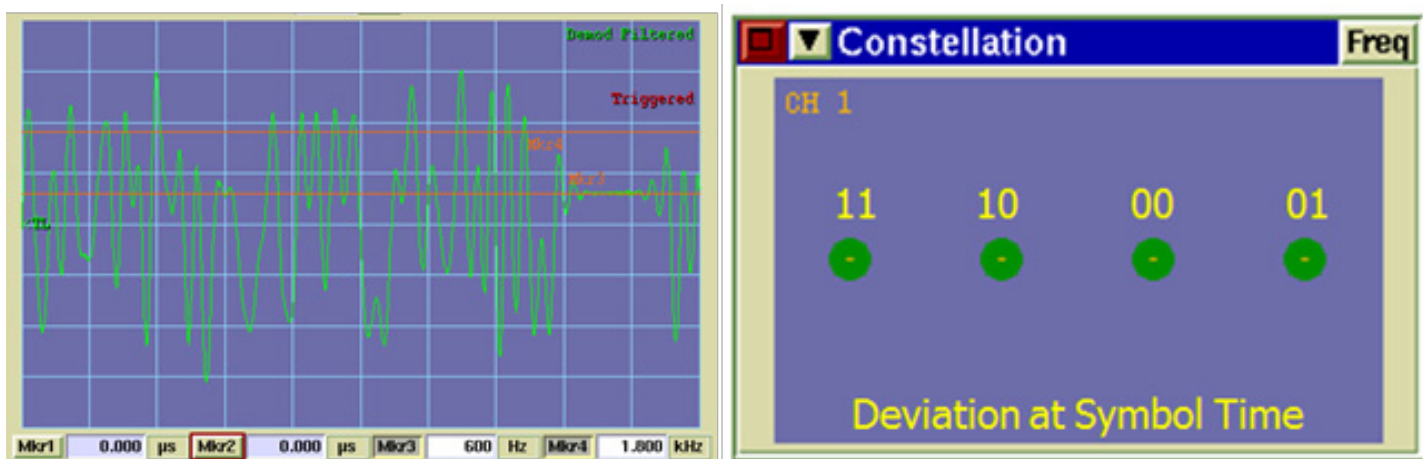 Demod Filtered
Triggered
Mkr4
Mkr3
<TL
Mkr1 0.000 µs Mkr2 0.000 µs Mkr3 600 Hz Mkr4 1.800 kHz
Constellation Freq
CH 1
11 10 00 01
- - - -
Deviation at Symbol Time